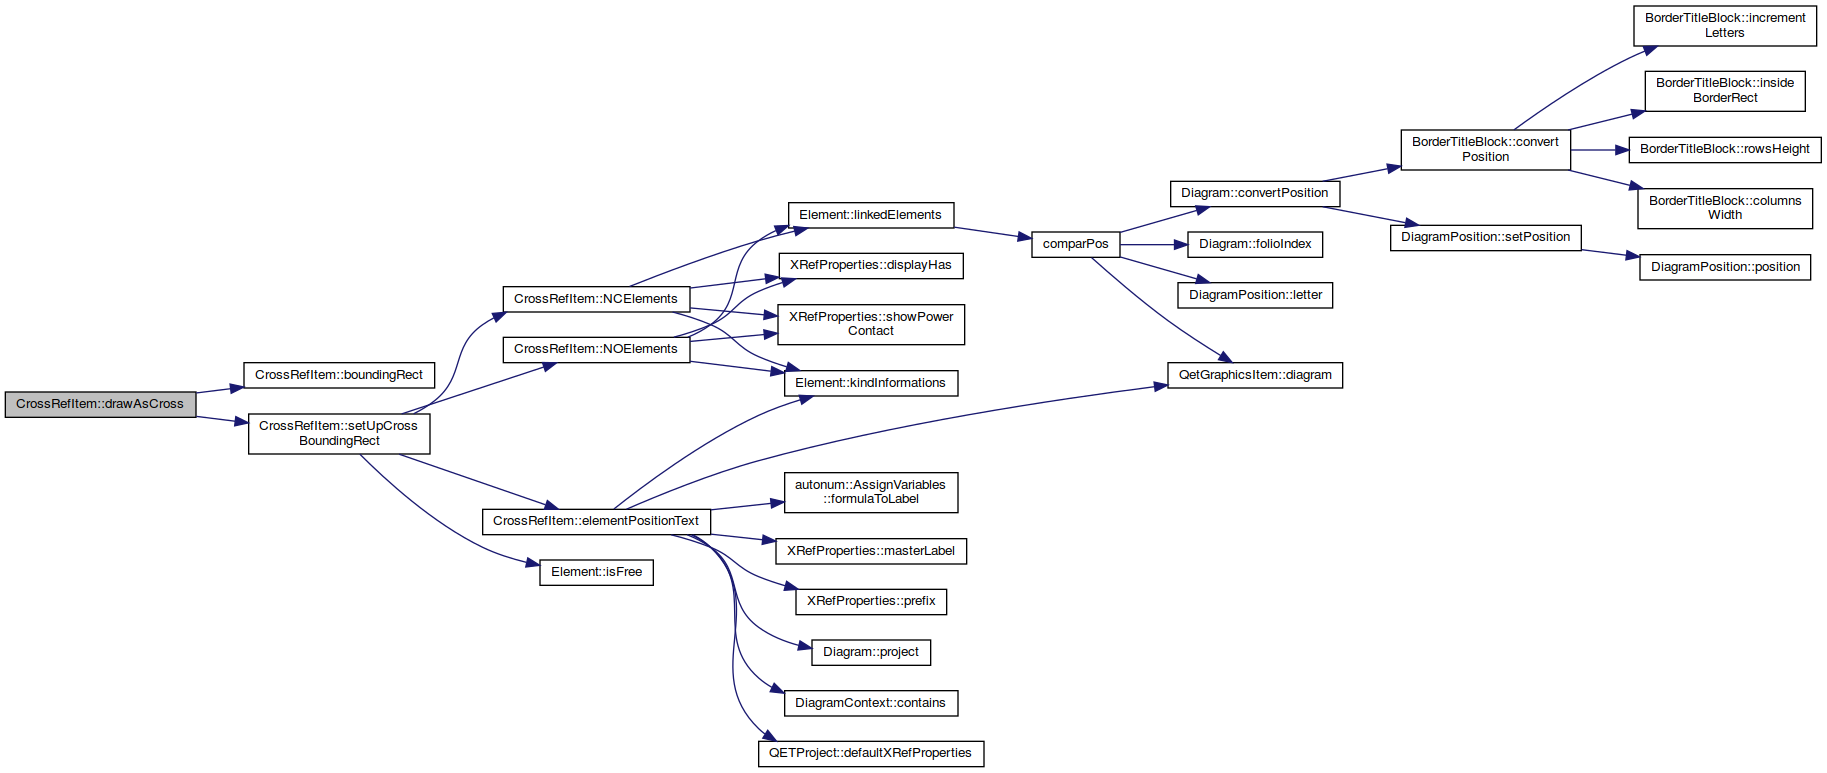 CrossRefItem::drawAsCross
CrossRefItem::boundingRect
CrossRefItem::setUpCross
BoundingRect
CrossRefItem::NCElements
CrossRefItem::NOElements
CrossRefItem::elementPositionText
Element::isFree
Element::linkedElements
XRefProperties::displayHas
XRefProperties::showPower
Contact
Element::kindInformations
autonum::AssignVariables
::formulaToLabel
XRefProperties::masterLabel
XRefProperties::prefix
Diagram::project
DiagramContext::contains
QETProject::defaultXRefProperties
comparPos
Diagram::convertPosition
Diagram::folioIndex
DiagramPosition::letter
QetGraphicsItem::diagram
BorderTitleBlock::convert
Position
DiagramPosition::setPosition
BorderTitleBlock::increment
Letters
BorderTitleBlock::inside
BorderRect
BorderTitleBlock::rowsHeight
BorderTitleBlock::columns
Width
DiagramPosition::position